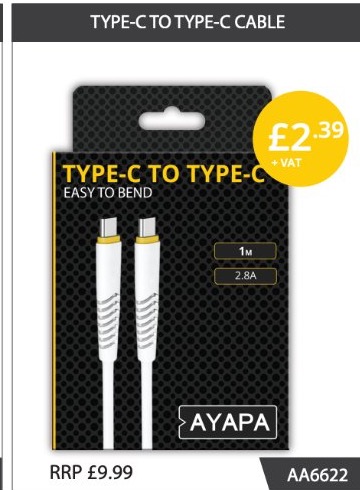 TYPE-C TO TYPE-C CABLE
£2.39
+ VAT
TYPE-C TO TYPE-C
EASY TO BEND
1M
2.8A
AYAPA
RRP £9.99
AA6622